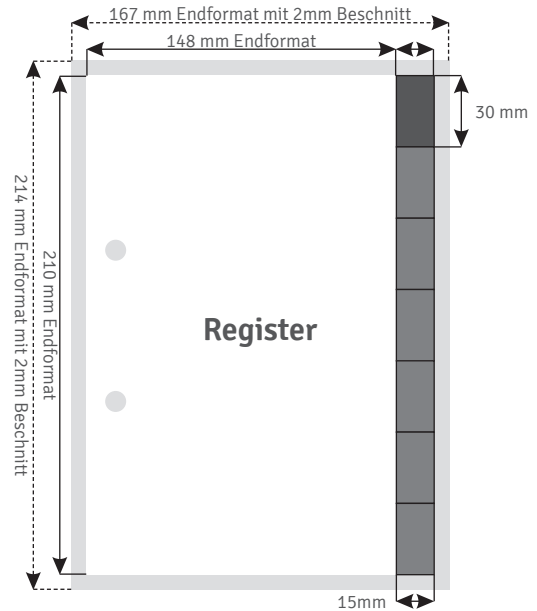 167 mm Endformat mit 2mm Beschnitt
148 mm Endformat
30 mm
214 mm Endformat mit 2mm Beschnitt
210 mm Endformat
Register
15mm